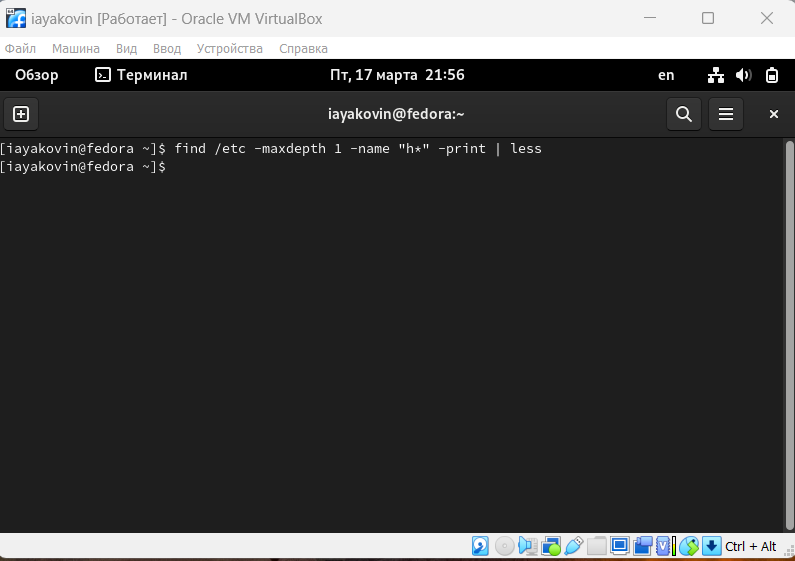 iayakovin [Работает] - Oracle VM VirtualBox
Файл Машина Вид Ввод Устройства Справка
Обзор Терминал Пт, 17 марта 21:56 en
iayakovin@fedora:~
[iayakovin@fedora ~]$ find /etc -maxdepth 1 -name "h*" -print | less
[iayakovin@fedora ~]$
Ctrl + Alt